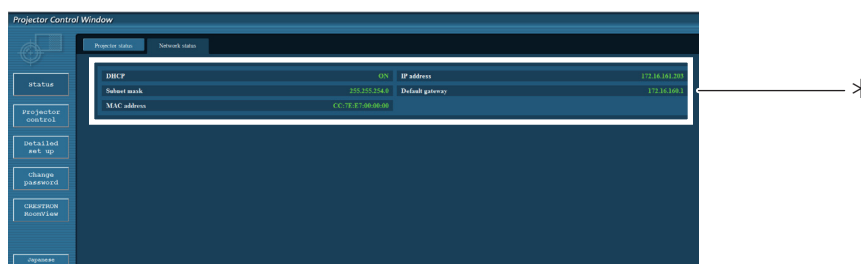 Projector Control Window
Projector status
Network status
DHCP ON IP address 172.16.161.203
Subnet mask 255.255.254.0 Default gateway 172.16.160.1
MAC address CC:7E:E7:00:00:00
Status
Projector
control
Detailed
set up
Change
password
CRESTRON
RoomView
Japanese